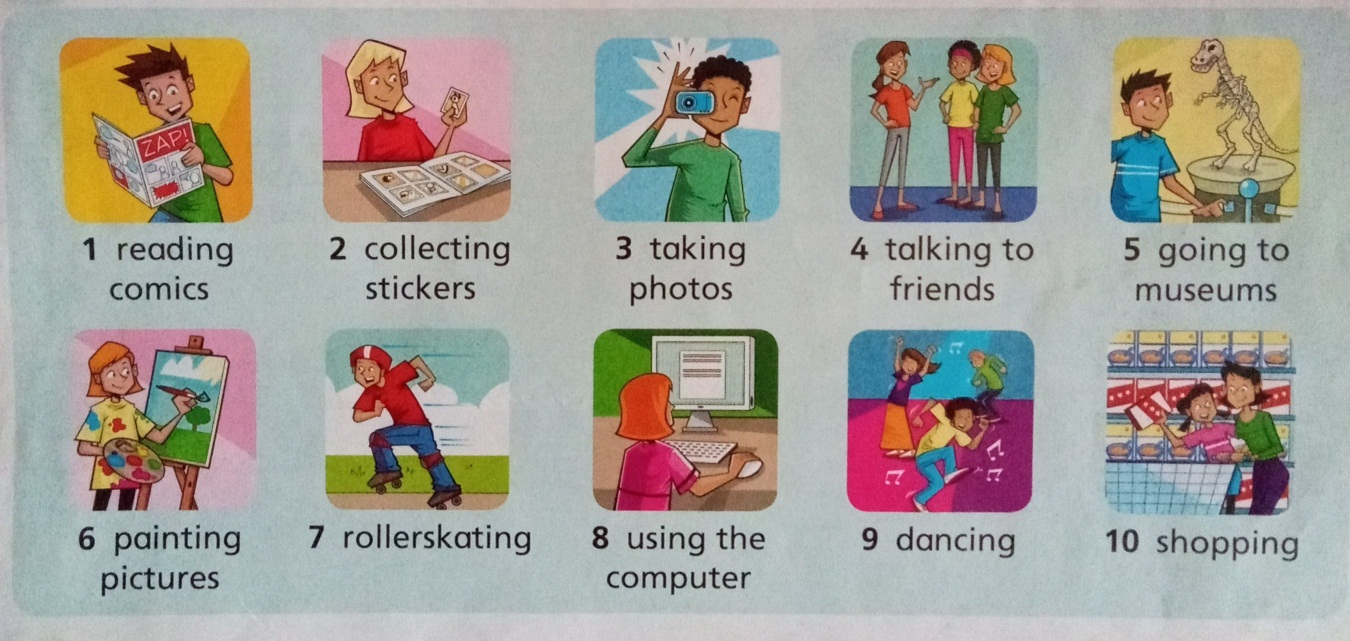 ZAP!
1 reading
comics
2 collecting
stickers
3 taking
photos
4 talking to
friends
5 going to
museums
6 painting
pictures
7 rollerskating
8 using the
computer
9 dancing
10 shopping